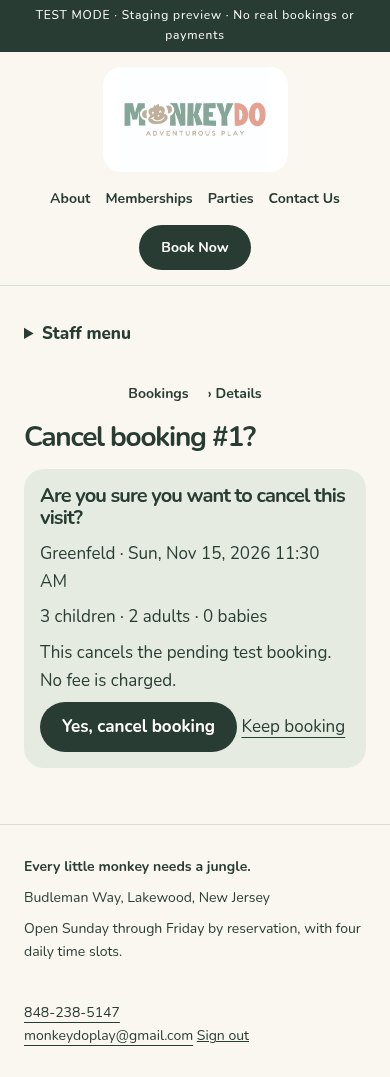 TEST MODE · Staging preview · No real bookings or
payments
MONKEYDO
ADVENTUROUS PLAY
About Memberships Parties Contact Us
Book Now
▶ Staff menu
Bookings › Details
Cancel booking #1?
Are you sure you want to cancel this
visit?
Greenfeld · Sun, Nov 15, 2026 11:30
AM
3 children · 2 adults · 0 babies
This cancels the pending test booking.
No fee is charged.
Yes, cancel booking Keep booking
Every little monkey needs a jungle.
Budleman Way, Lakewood, New Jersey
Open Sunday through Friday by reservation, with four
daily time slots.
848-238-5147
monkeydoplay@gmail.com Sign out